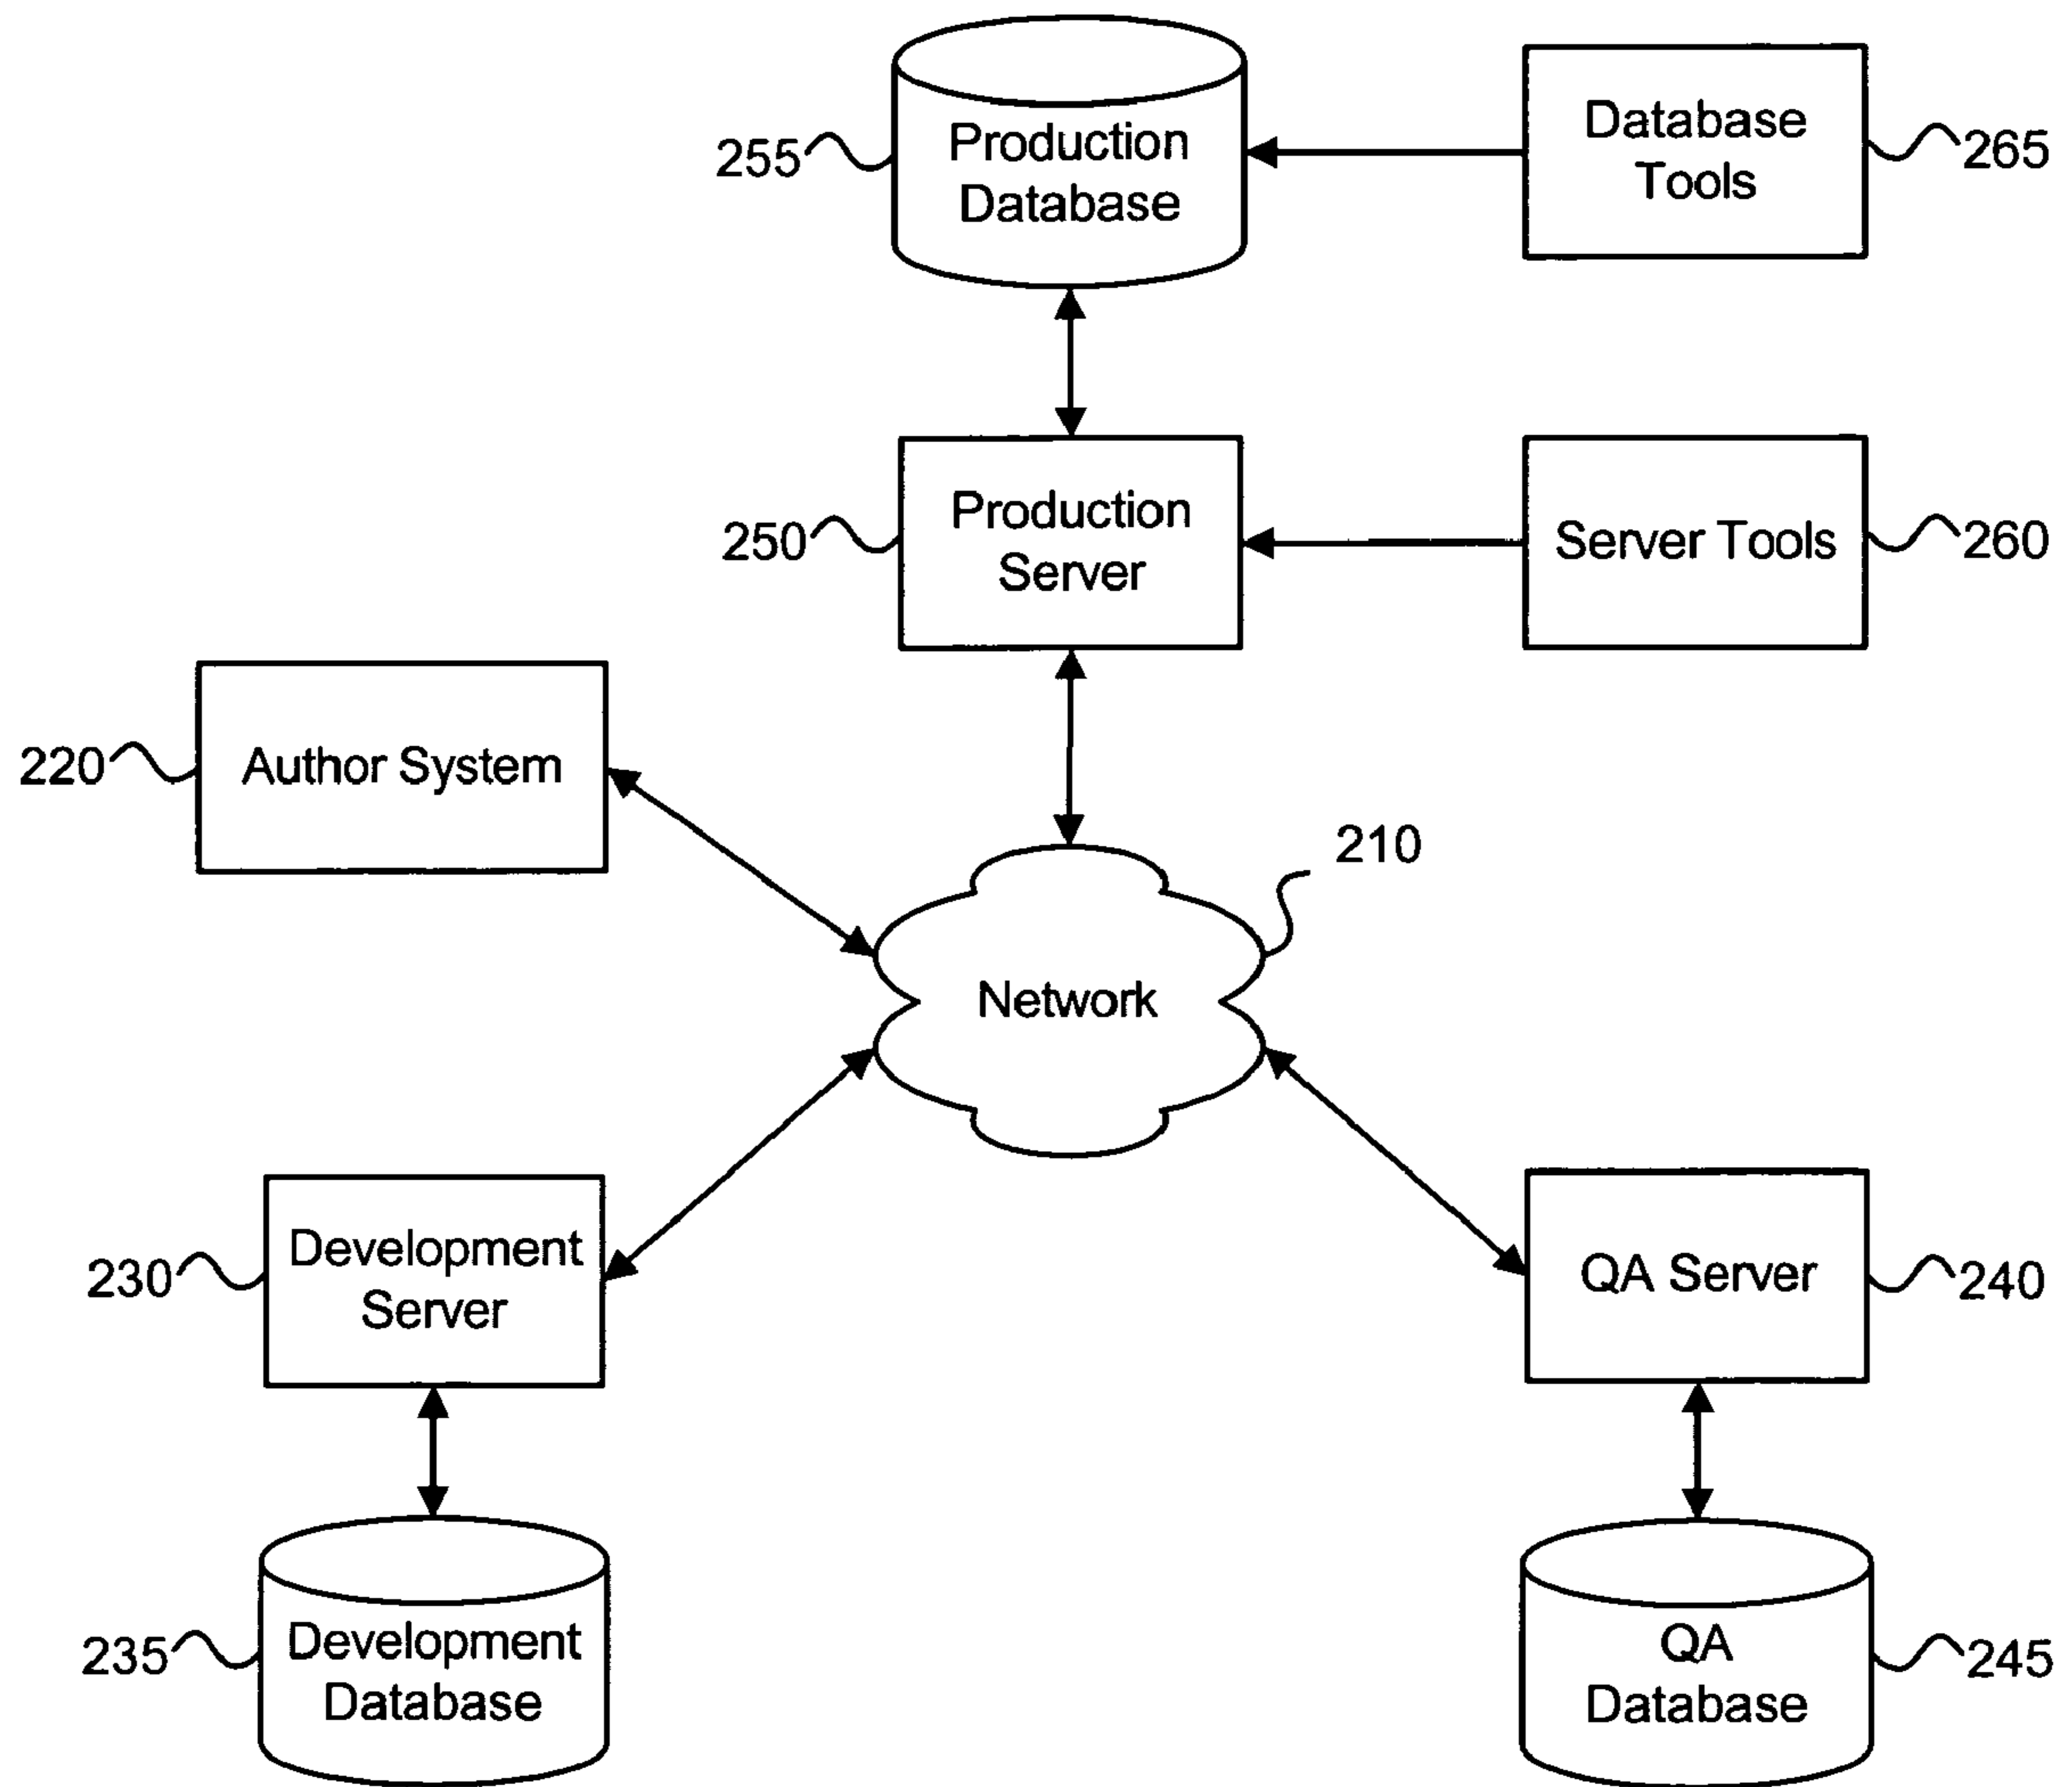 Production
Database
255
Database
Tools
265
Production
Server
250
Server Tools
260
Author System
220
210
Network
Development
Server
230
QA Server
240
Development
Database
235
QA
Database
245